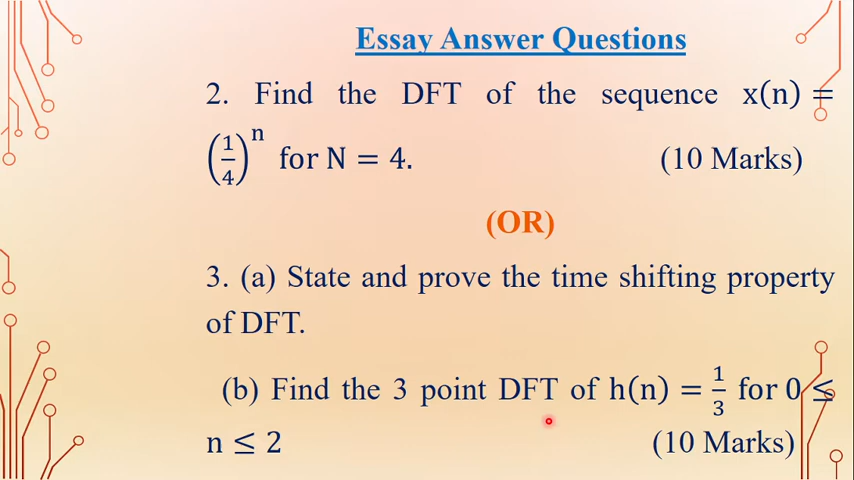 Essay Answer Questions
2. Find the DFT of the sequence x(n) =
(1/4)^n for N = 4. (10 Marks)
(OR)
3. (a) State and prove the time shifting property
of DFT.
(b) Find the 3 point DFT of h(n) = 1/3 for 0 ≤
n ≤ 2 (10 Marks)